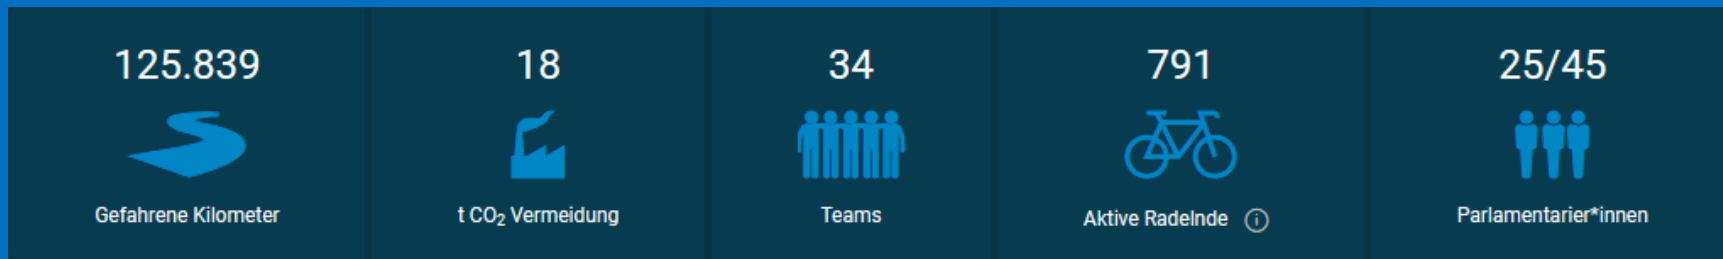 125.839
Gefahrene Kilometer
18
t CO₂ Vermeidung
34
Teams
791
Aktive Radelnde
25/45
Parlamentarier*innen